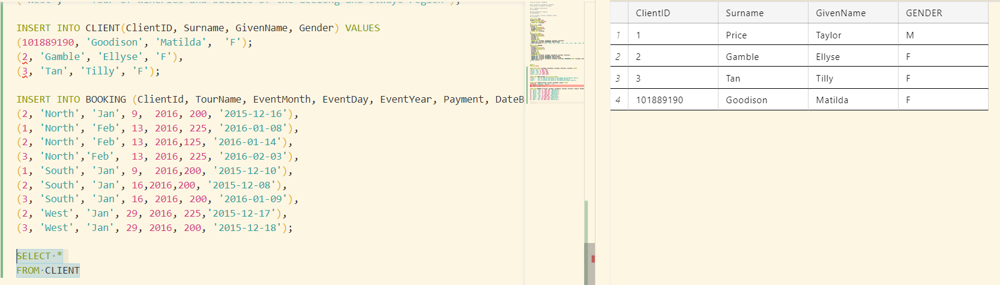 INSERT INTO CLIENT(ClientID, Surname, GivenName, Gender) VALUES
(101889190, 'Goodison', 'Matilda',   'F');
(2, 'Gamble', 'Ellyse', 'F'),
(3, 'Tan', 'Tilly', 'F');
INSERT INTO BOOKING (ClientId, TourName, EventMonth, EventDay, EventYear, Payment, DateB
(2, 'North', 'Jan', 9,  2016, 200, '2015-12-16'),
(1, 'North', 'Feb', 13, 2016, 225, '2016-01-08'),
(2, 'North', 'Feb', 13, 2016,125, '2016-01-14'),
(3, 'North','Feb',  13, 2016, 225, '2016-02-03'),
(1, 'South', 'Jan', 9,  2016,200, '2015-12-10'),
(2, 'South', 'Jan', 16,2016,200, '2015-12-08'),
(3, 'South', 'Jan', 16, 2016, 200, '2016-01-09'),
(2, 'West', 'Jan', 29, 2016, 225,'2015-12-17'),
(3, 'West', 'Jan', 29, 2016, 200, '2015-12-18');
SELECT *
FROM CLIENT
ClientID Surname GivenName GENDER
1 1 Price Taylor M
2 2 Gamble Ellyse F
3 3 Tan Tilly F
4 101889190 Goodison Matilda F